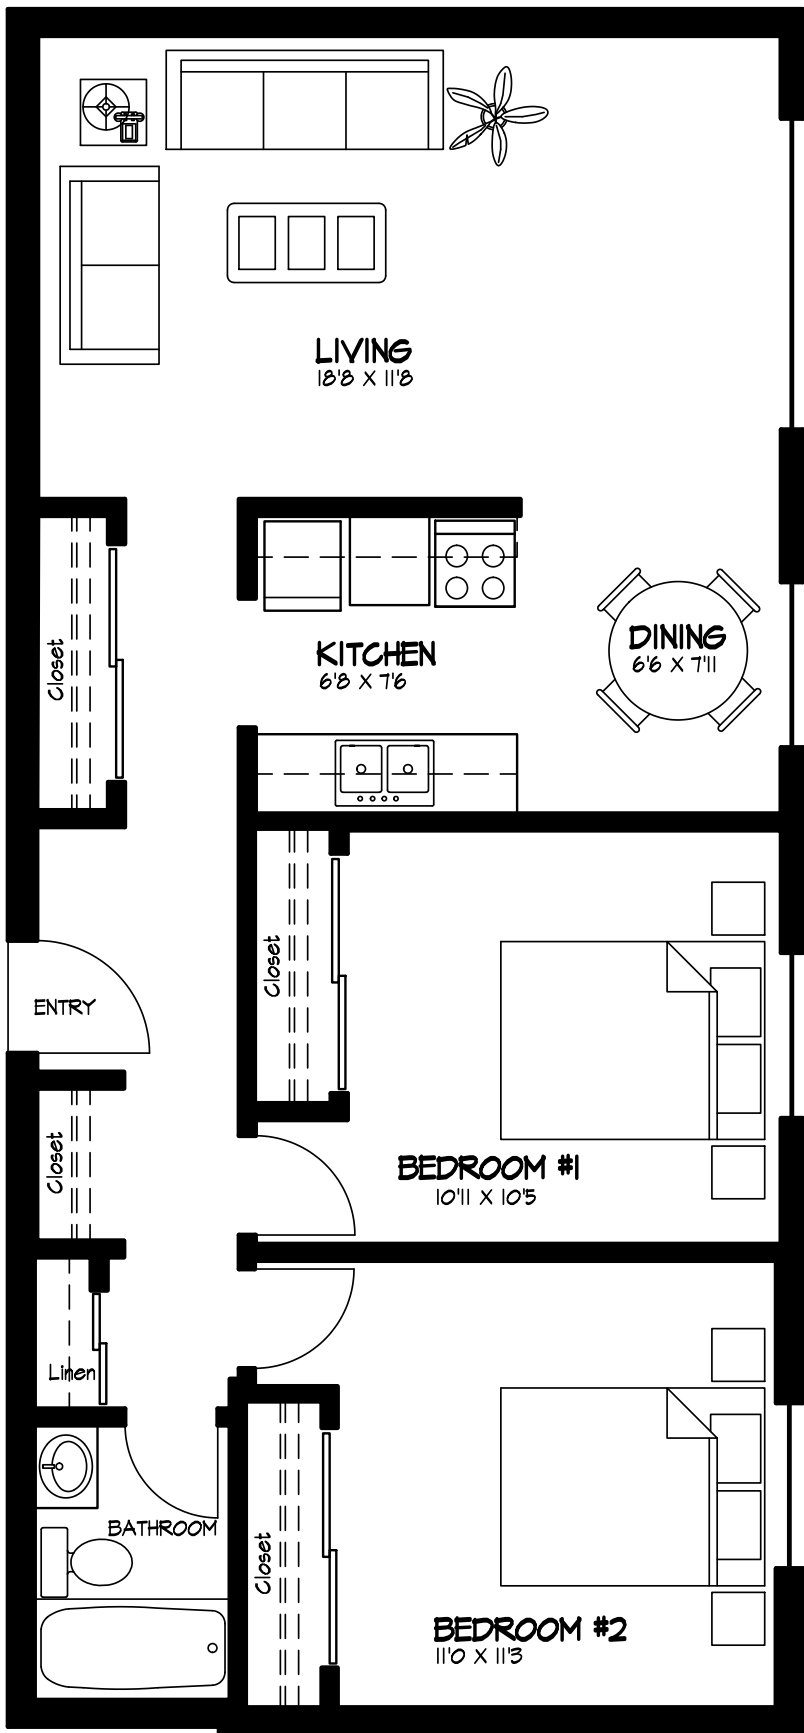 LIVING
18'8 X 11'8
Closet
KITCHEN
6'8 X 7'6
DINING
6'6 X 7'11
Closet
ENTRY
Closet
BEDROOM #1
10'11 X 10'5
Linen
BATHROOM
Closet
BEDROOM #2
11'0 X 11'3